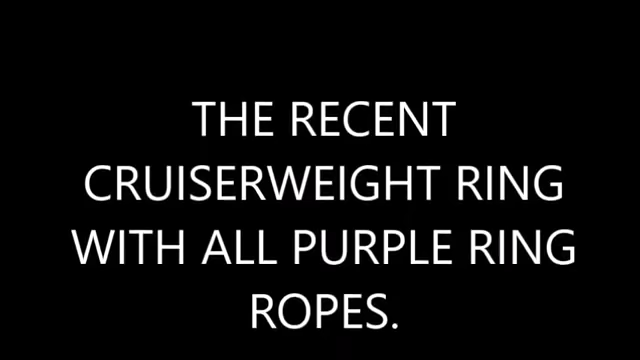 THE RECENT
CRUISERWEIGHT RING
WITH ALL PURPLE RING
ROPES.